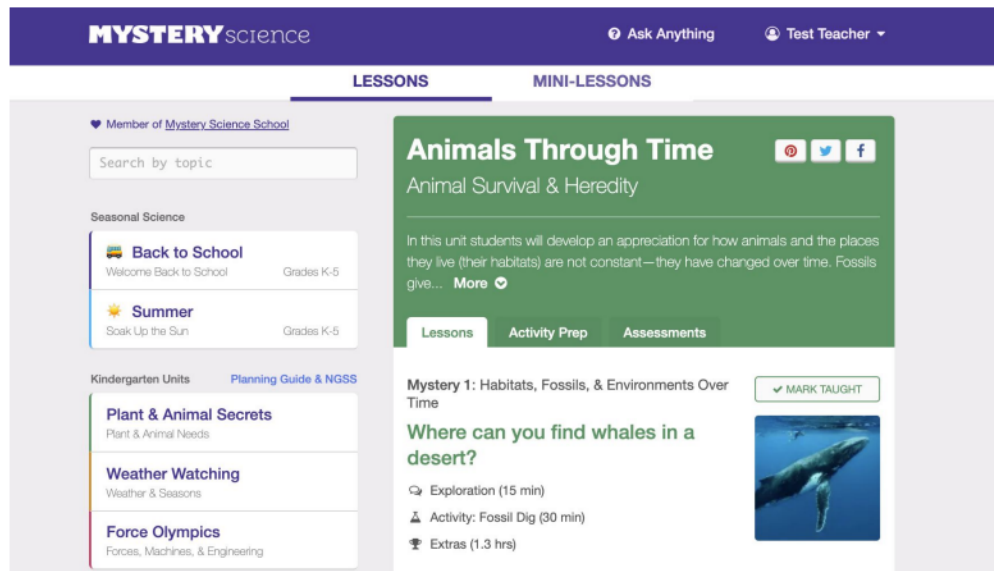 MYSTERYscIence
Ask Anything
Test Teacher
LESSONS
MINI-LESSONS
Member of Mystery Science School
Search by topic
Seasonal Science
Back to School
Welcome Back to School Grades K-5
Summer
Soak Up the Sun Grades K-5
Kindergarten Units Planning Guide & NGSS
Plant & Animal Secrets
Plant & Animal Needs
Weather Watching
Weather & Seasons
Force Olympics
Forces, Machines, & Engineering
Animals Through Time
Animal Survival & Heredity
In this unit students will develop an appreciation for how animals and the places
they live (their habitats) are not constant—they have changed over time. Fossils
give... More
Lessons Activity Prep Assessments
Mystery 1: Habitats, Fossils, & Environments Over
Time
MARK TAUGHT
Where can you find whales in a
desert?
Exploration (15 min)
Activity: Fossil Dig (30 min)
Extras (1.3 hrs)